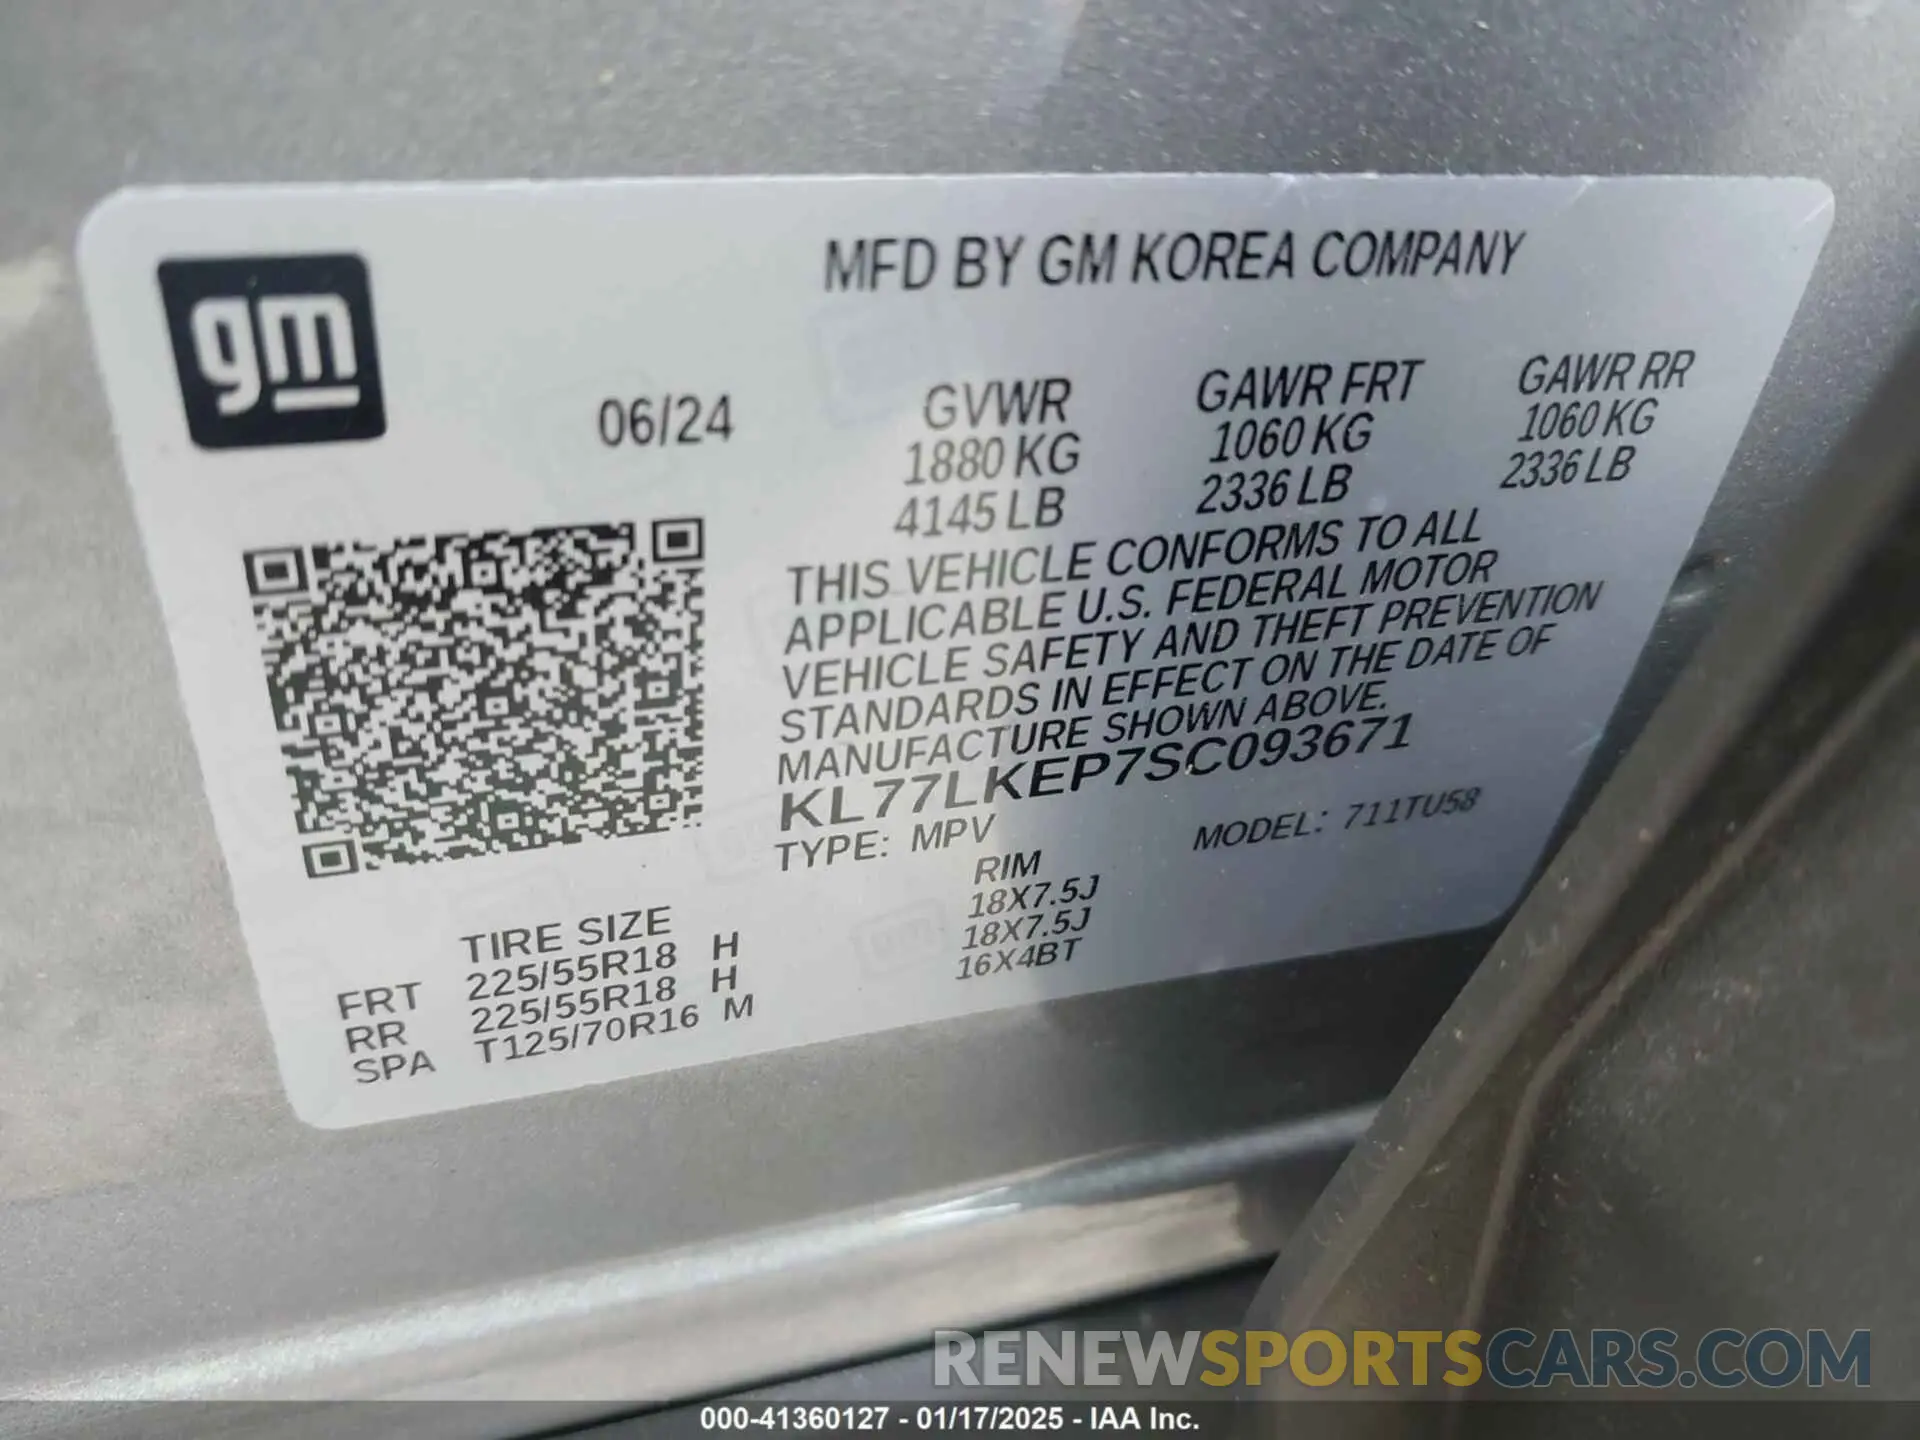 gm
MFD BY GM KOREA COMPANY
06/24
GVWR GAWR FRT GAWR RR
1880 KG 1060 KG 1060 KG
4145 LB 2336 LB 2336 LB
THIS VEHICLE CONFORMS TO ALL
APPLICABLE U.S. FEDERAL MOTOR
VEHICLE SAFETY AND THEFT PREVENTION
STANDARDS IN EFFECT ON THE DATE OF
MANUFACTURE SHOWN ABOVE.
KL77LKEP7SC093671
TYPE: MPV MODEL: 711TU58
TIRE SIZE RIM
FRT 225/55R18 H 18X7.5J
RR 225/55R18 H 18X7.5J
SPA T125/70R16 M 16X4BT
RENEWSPORTSCARS.COM
000-41360127 - 01/17/2025 - IAA Inc.